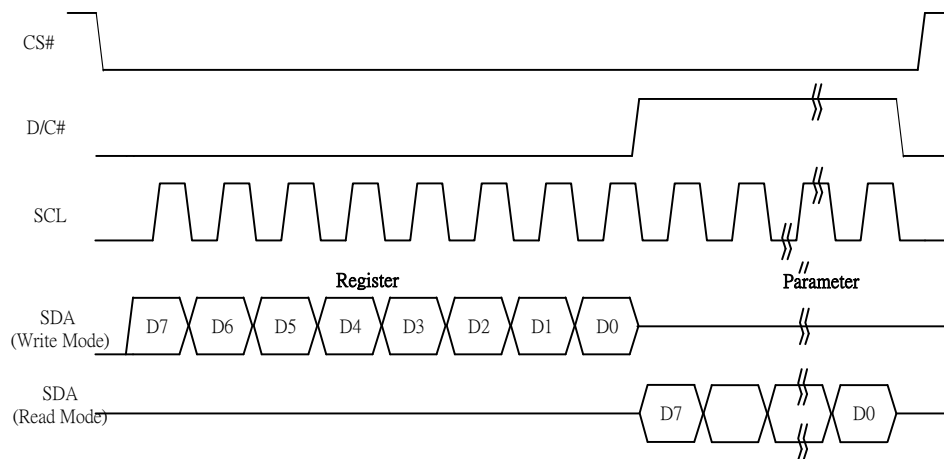 CS#
D/C#
SCL
Register
Parameter
SDA
(Write Mode)
D7 D6 D5 D4 D3 D2 D1 D0
SDA
(Read Mode)
D7 D0